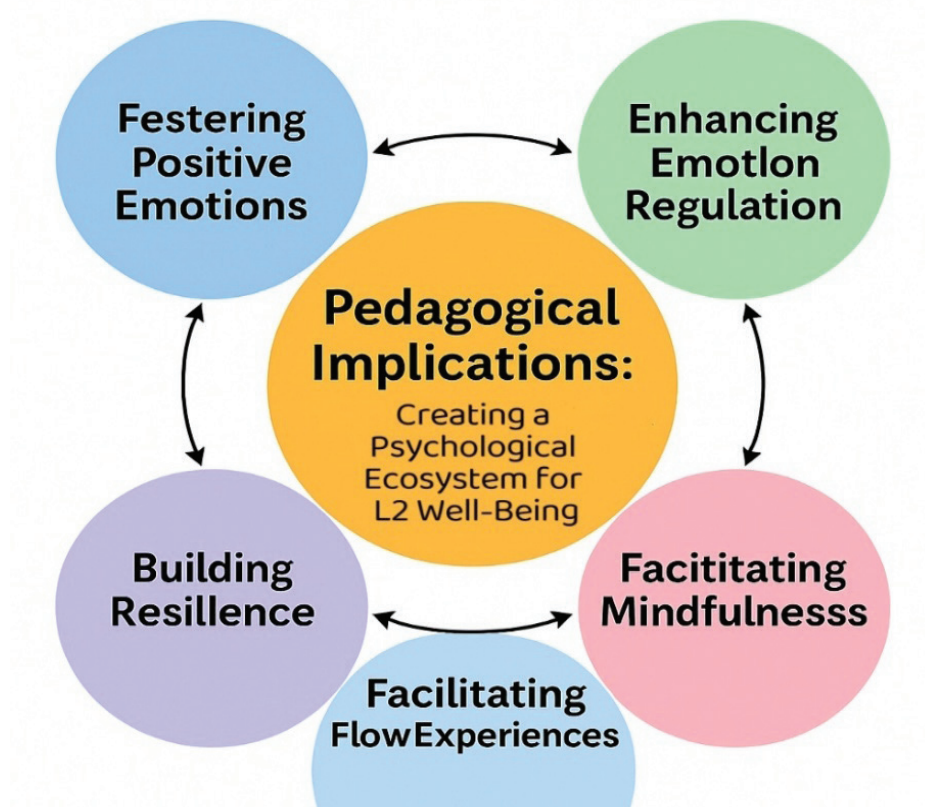 Festering
Positive
Emotions
Enhancing
Emotlon
Regulation
Pedagogical
Implications:
Creating a
Psychological
Ecosystem for
L2 Well-Being
Building
Resillence
Facititating
Mindfulnesss
Facilitating
FlowExperiences